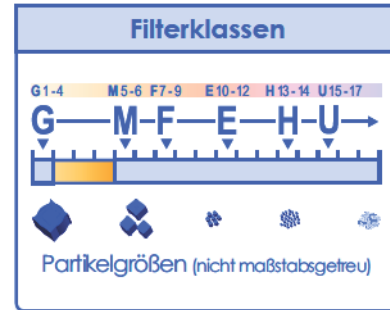 Filterklassen
G1-4 M5-6 F7-9 E10-12 H13-14 U15-17
G M F E H U
Partikelgrößen (nicht maßstabsgetreu)